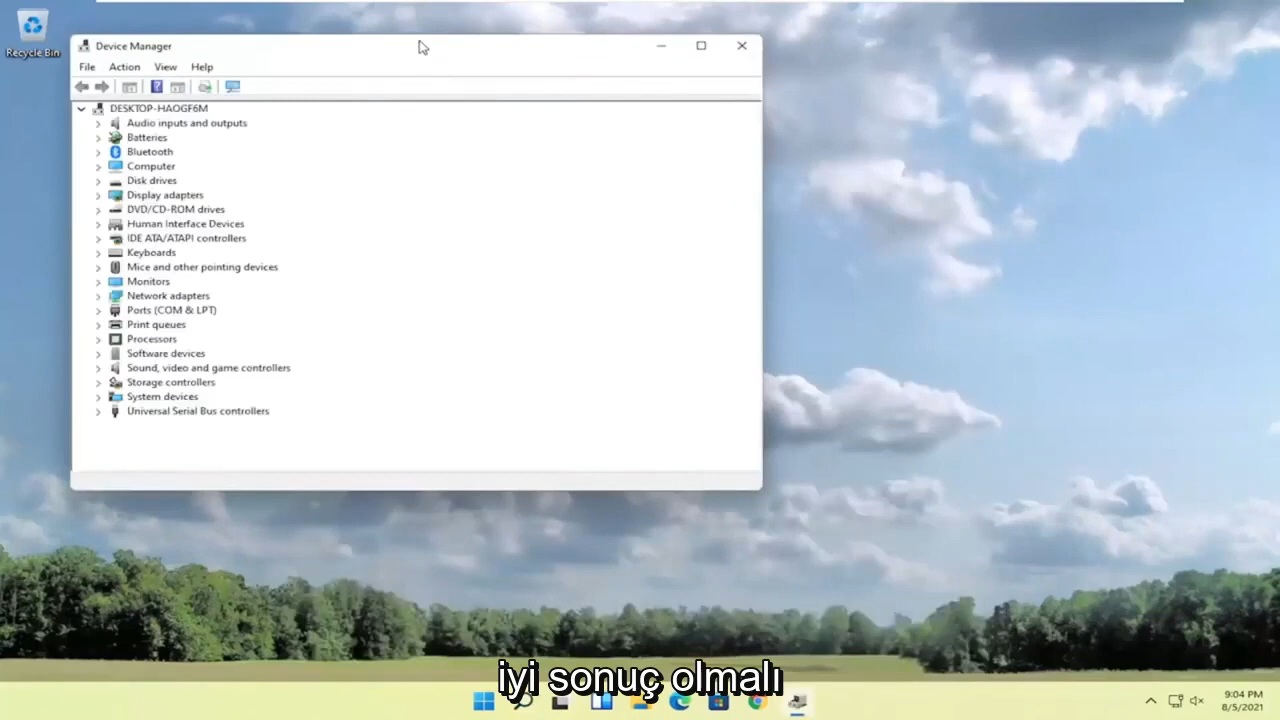 Recycle Bin
Device Manager
File Action View Help
DESKTOP-HAOGF6M
Audio inputs and outputs
Batteries
Bluetooth
Computer
Disk drives
Display adapters
DVD/CD-ROM drives
Human Interface Devices
IDE ATA/ATAPI controllers
Keyboards
Mice and other pointing devices
Monitors
Network adapters
Ports (COM & LPT)
Print queues
Processors
Software devices
Sound, video and game controllers
Storage controllers
System devices
Universal Serial Bus controllers
iyi sonuç olmalı
9:04 PM
8/5/2021